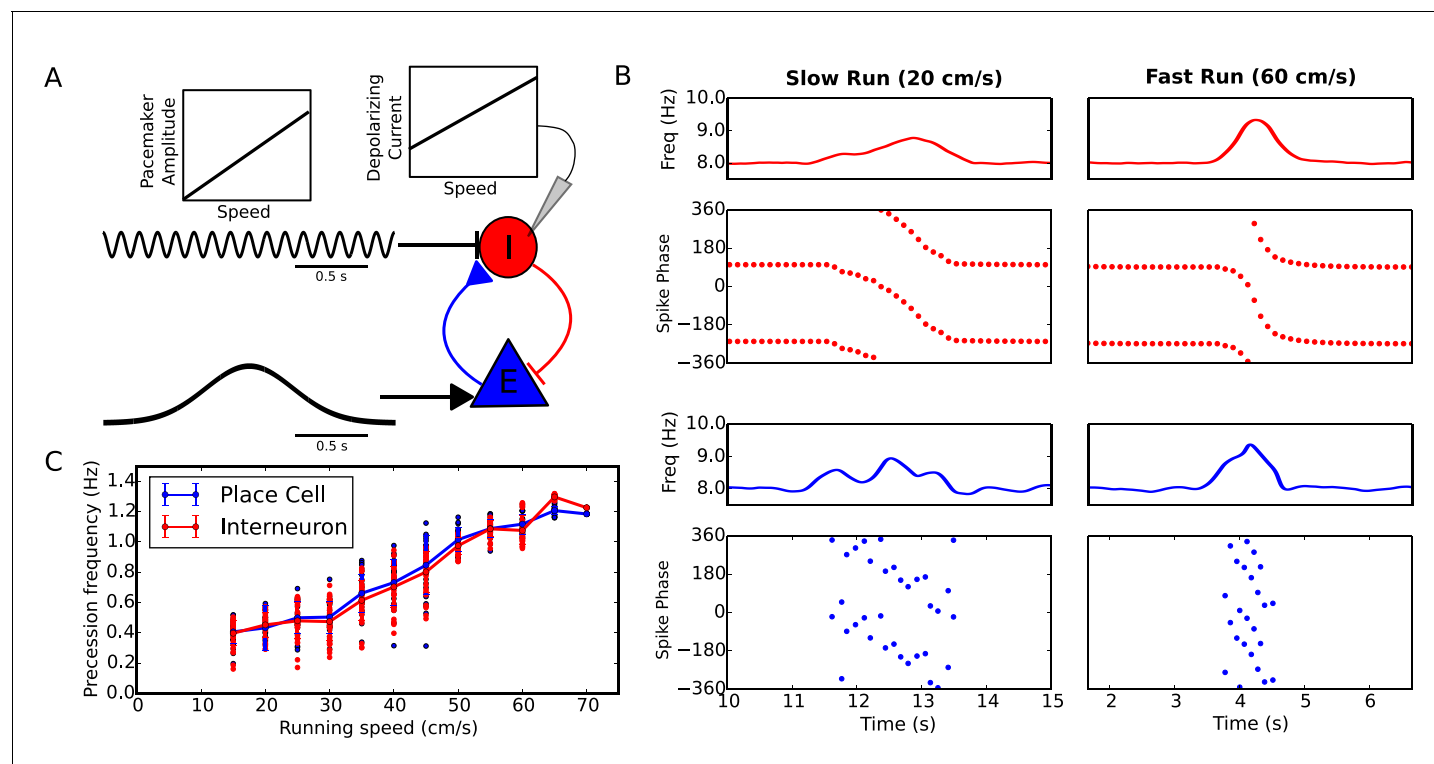 A
Pacemaker
Amplitude
Speed
Depolarizing
Current
Speed
0.5 s
I
E
0.5 s
B
Slow Run (20 cm/s)
Fast Run (60 cm/s)
Freq (Hz)
10.0
9.0
8.0
Spike Phase
360
180
0
−180
−360
Freq (Hz)
10.0
9.0
8.0
Spike Phase
360
180
0
−180
−360
10 11 12 13 14 15
Time (s)
2 3 4 5 6
Time (s)
C
Precession frequency (Hz)
1.4
1.2
1.0
0.8
0.6
0.4
0.2
0.0
Place Cell
Interneuron
0 10 20 30 40 50 60 70
Running speed (cm/s)